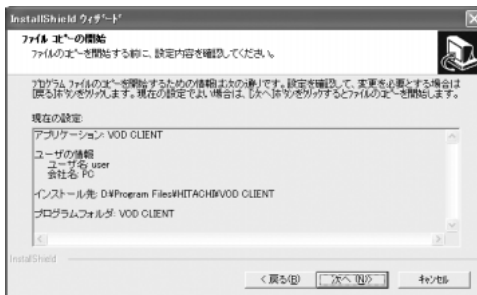 InstallShield ウィザード
ファイル コピーの開始
ファイルのコピーを開始する前に、設定内容を確認してください。
プログラム ファイルのコピーを開始するための情報は次の通りです。設定を確認して、変更を必要とする場合は
[戻る]ボタンをクリックします。現在の設定でよい場合は、[次へ]ボタンをクリックするとファイルのコピーを開始します。
現在の設定:
アプリケーション: VOD CLIENT
ユーザの情報
ユーザ名: user
会社名: PC
インストール先: D:¥Program Files¥HITACHI¥VOD CLIENT
プログラムフォルダ: VOD CLIENT
InstallShield
< 戻る(B)
次へ(N) >
キャンセル